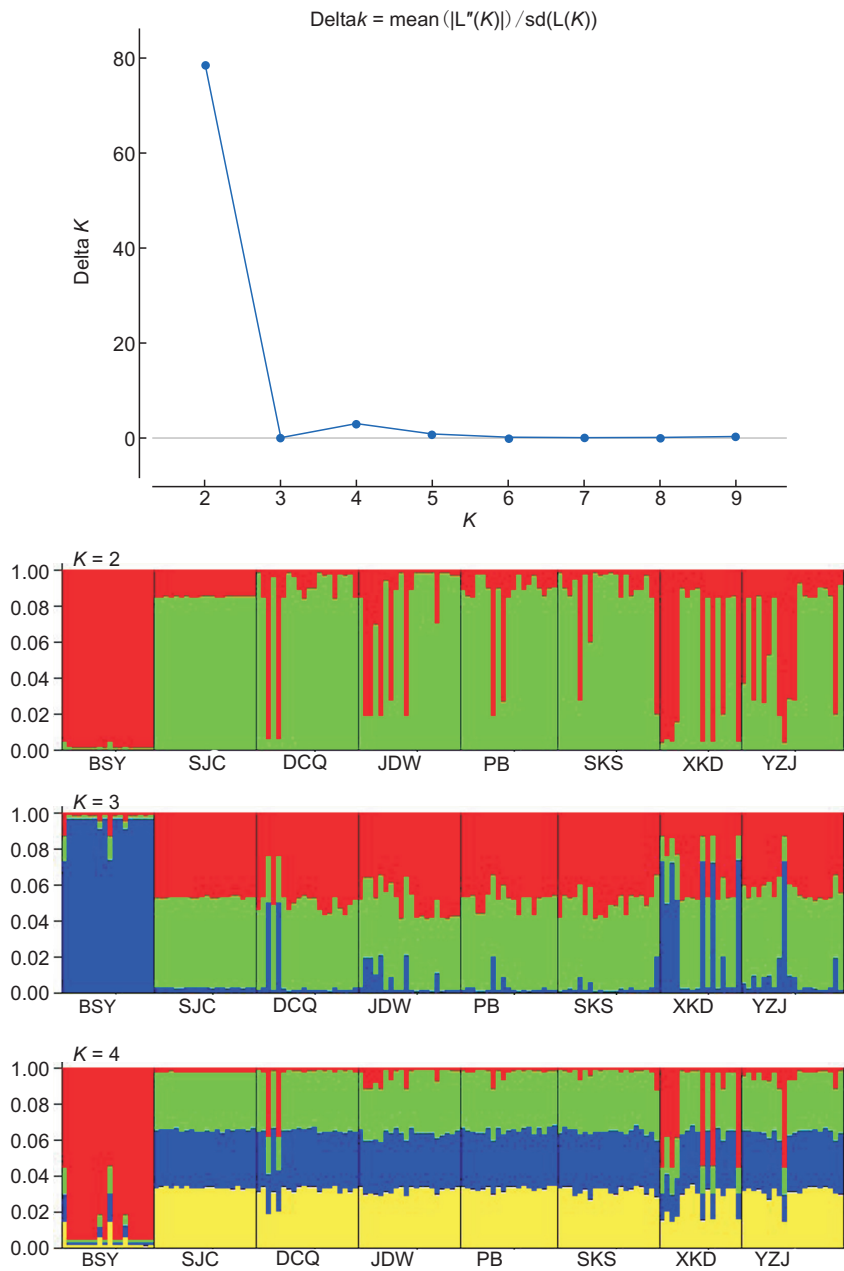 Deltak = mean（|L″(K)|）/sd(L(K))
80
60
40
20
0
Delta K
2 3 4 5 6 7 8 9
K
K = 2
1.00
0.08
0.06
0.04
0.02
0.00
BSY SJC DCQ JDW PB SKS XKD YZJ
K = 3
1.00
0.08
0.06
0.04
0.02
0.00
BSY SJC DCQ JDW PB SKS XKD YZJ
K = 4
1.00
0.08
0.06
0.04
0.02
0.00
BSY SJC DCQ JDW PB SKS XKD YZJ